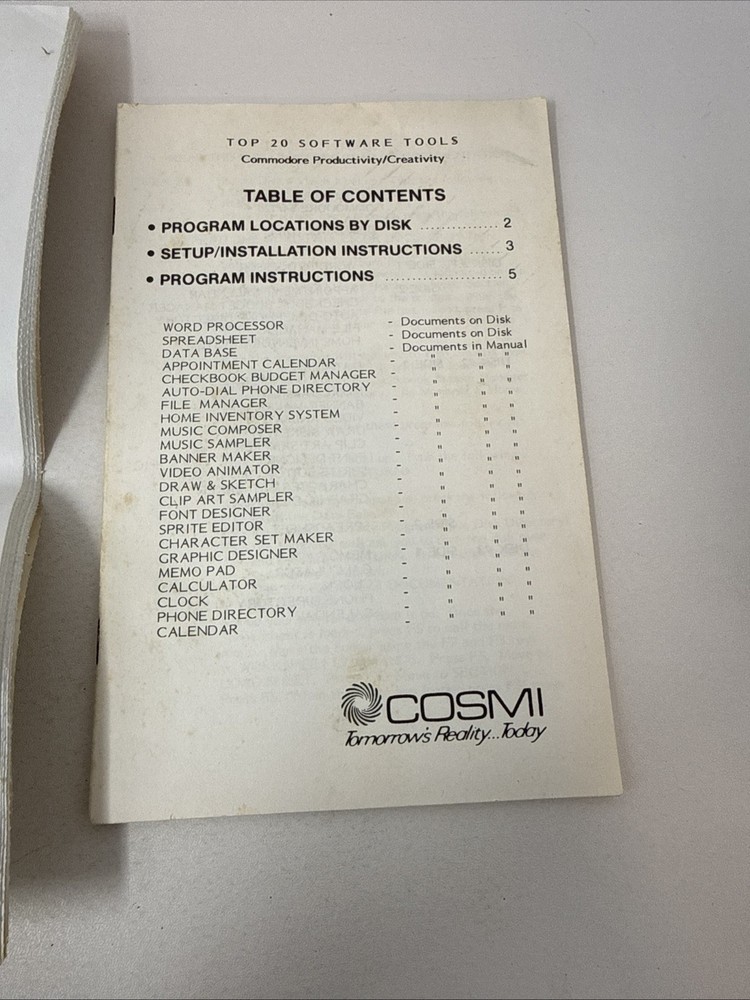 TOP 20 SOFTWARE TOOLS
Commodore Productivity/Creativity
TABLE OF CONTENTS
• PROGRAM LOCATIONS BY DISK ............... 2
• SETUP/INSTALLATION INSTRUCTIONS ...... 3
• PROGRAM INSTRUCTIONS ...................... 5
WORD PROCESSOR - Documents on Disk
SPREADSHEET - Documents on Disk
DATA BASE - Documents in Manual
APPOINTMENT CALENDAR - " " "
CHECKBOOK BUDGET MANAGER - " " "
AUTO-DIAL PHONE DIRECTORY - " " "
FILE MANAGER - " " "
HOME INVENTORY SYSTEM - " " "
MUSIC COMPOSER - " " "
MUSIC SAMPLER - " " "
BANNER MAKER - " " "
VIDEO ANIMATOR - " " "
DRAW & SKETCH - " " "
CLIP ART SAMPLER - " " "
FONT DESIGNER - " " "
SPRITE EDITOR - " " "
CHARACTER SET MAKER - " " "
GRAPHIC DESIGNER - " " "
MEMO PAD - " " "
CALCULATOR - " " "
CLOCK - " " "
PHONE DIRECTORY - " " "
CALENDAR - " " "
COSMI
Tomorrow's Reality...Today